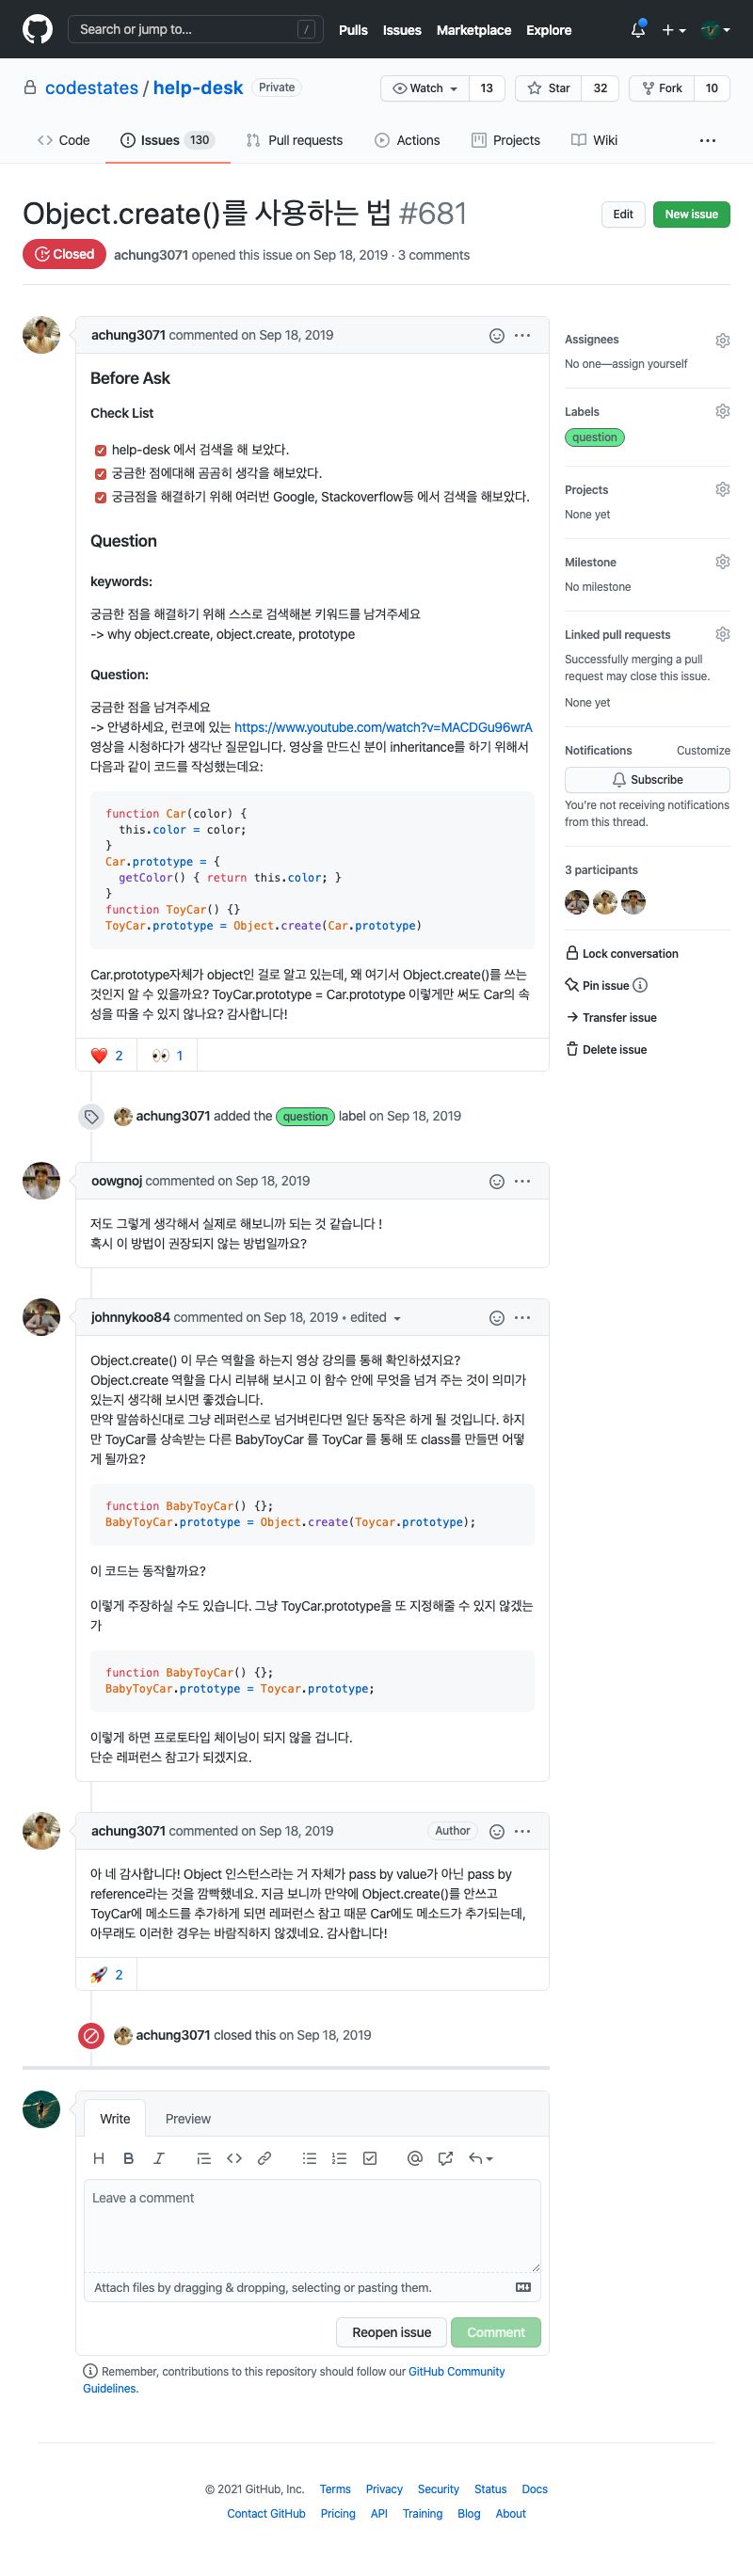 Search or jump to...
/
Pulls Issues Marketplace Explore
codestates / help-desk Private
Watch 13 Star 32 Fork 10
Code Issues 130 Pull requests Actions Projects Wiki
Object.create()를 사용하는 법 #681
Edit New issue
Closed achung3071 opened this issue on Sep 18, 2019 · 3 comments
achung3071 commented on Sep 18, 2019
Before Ask
Check List
help-desk 에서 검색을 해 보았다.
궁금한 점에대해 곰곰히 생각을 해보았다.
궁금점을 해결하기 위해 여러번 Google, Stackoverflow등 에서 검색을 해보았다.
Question
keywords:
궁금한 점을 해결하기 위해 스스로 검색해본 키워드를 남겨주세요
-> why object.create, object.create, prototype
Question:
궁금한 점을 남겨주세요
-> 안녕하세요, 런코에 있는 https://www.youtube.com/watch?v=MACDGu96wrA
영상을 시청하다가 생각난 질문입니다. 영상을 만드신 분이 inheritance를 하기 위해서
다음과 같이 코드를 작성했는데요:
function Car(color) {
this.color = color;
}
Car.prototype = {
getColor() { return this.color; }
}
function ToyCar() {}
ToyCar.prototype = Object.create(Car.prototype)
Car.prototype자체가 object인 걸로 알고 있는데, 왜 여기서 Object.create()를 쓰는
것인지 알 수 있을까요? ToyCar.prototype = Car.prototype 이렇게만 써도 Car의 속
성을 따올 수 있지 않나요? 감사합니다!
❤️ 2 👀 1
achung3071 added the question label on Sep 18, 2019
oowgnoj commented on Sep 18, 2019
저도 그렇게 생각해서 실제로 해보니까 되는 것 같습니다 !
혹시 이 방법이 권장되지 않는 방법일까요?
johnnykoo84 commented on Sep 18, 2019 • edited
Object.create() 이 무슨 역할을 하는지 영상 강의를 통해 확인하셨지요?
Object.create 역할을 다시 리뷰해 보시고 이 함수 안에 무엇을 넘겨 주는 것이 의미가
있는지 생각해 보시면 좋겠습니다.
만약 말씀하신대로 그냥 레퍼런스로 넘겨버린다면 일단 동작은 하게 될 것입니다. 하지
만 ToyCar를 상속받는 다른 BabyToyCar 를 ToyCar 를 통해 또 class를 만들면 어떻
게 될까요?
function BabyToyCar() {};
BabyToyCar.prototype = Object.create(Toycar.prototype);
이 코드는 동작할까요?
이렇게 주장하실 수도 있습니다. 그냥 ToyCar.prototype을 또 지정해줄 수 있지 않겠는
가
function BabyToyCar() {};
BabyToyCar.prototype = Toycar.prototype;
이렇게 하면 프로토타입 체이닝이 되지 않을 겁니다.
단순 레퍼런스 참고가 되겠지요.
achung3071 commented on Sep 18, 2019 Author
아 네 감사합니다! Object 인스턴스라는 거 자체가 pass by value가 아닌 pass by
reference라는 것을 깜빡했네요. 지금 보니까 만약에 Object.create()를 안쓰고
ToyCar에 메소드를 추가하게 되면 레퍼런스 참고 때문 Car에도 메소드가 추가되는데,
아무래도 이러한 경우는 바람직하지 않겠네요. 감사합니다!
🚀 2
achung3071 closed this on Sep 18, 2019
Write Preview
Leave a comment
Attach files by dragging & dropping, selecting or pasting them.
Reopen issue Comment
Remember, contributions to this repository should follow our GitHub Community
Guidelines.
Assignees
No one—assign yourself
Labels
question
Projects
None yet
Milestone
No milestone
Linked pull requests
Successfully merging a pull
request may close this issue.
None yet
Notifications Customize
Subscribe
You're not receiving notifications
from this thread.
3 participants
Lock conversation
Pin issue
Transfer issue
Delete issue
© 2021 GitHub, Inc. Terms Privacy Security Status Docs
Contact GitHub Pricing API Training Blog About